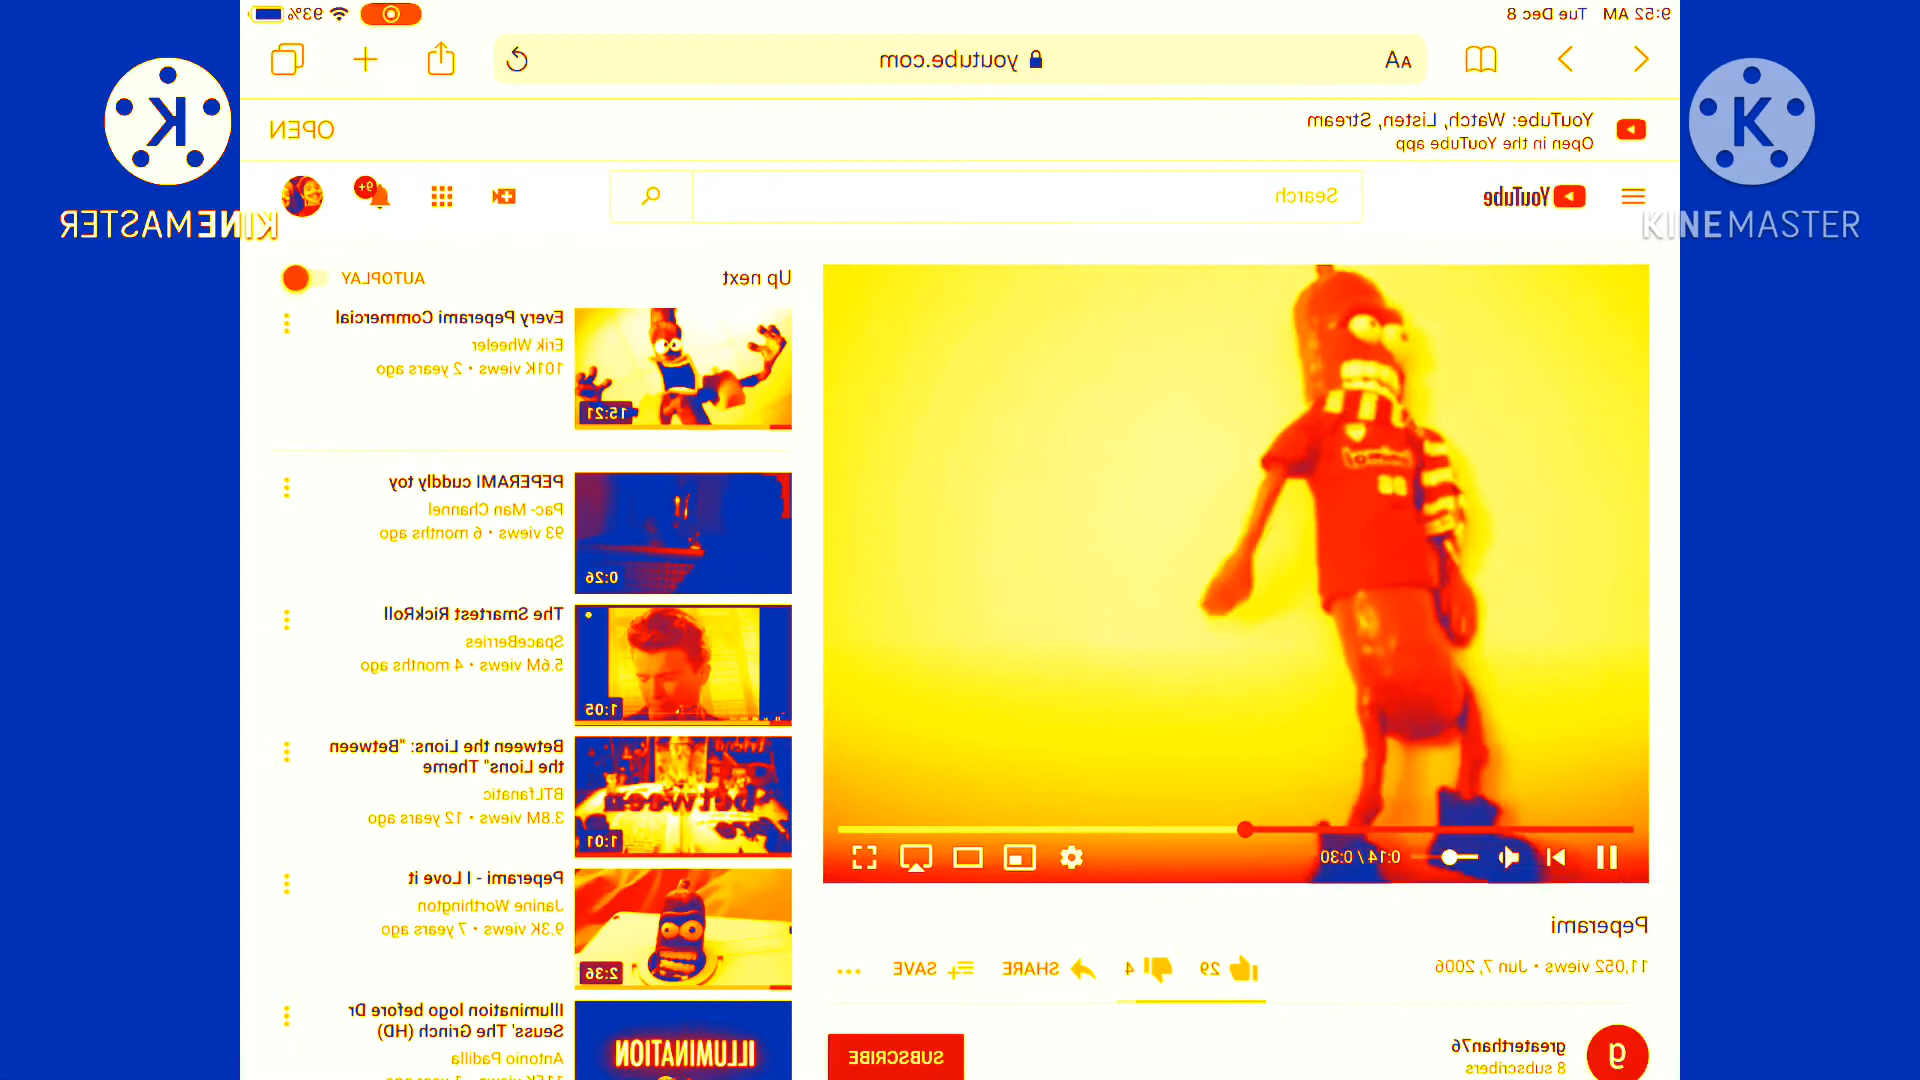 9:52 AM Tue Dec 8
93%
AA
youtube.com
YouTube: Watch, Listen, Stream
Open in the YouTube app
OPEN
K
KINEMASTER
K
KINEMASTER
YouTube
Search
9+
Up next
AUTOPLAY
Every Peperami Commercial
Erik Wheeler
101K views • 2 years ago
15:21
PEPERAMI cuddly toy
Pac- Man Channel
93 views • 6 months ago
0:26
The Smartest RickRoll
SpaceBerries
5.6M views • 4 months ago
1:05
Between the Lions: "Between
the Lions" Theme
BTLfanatic
3.8M views • 12 years ago
between
1:01
Peperami - I Love it
Janine Worthington
9.3K views • 7 years ago
2:36
Illumination logo before Dr
Seuss' The Grinch (HD)
Antonio Padilla
ILLUMINATION
0:14 / 0:30
Peperami
11,052 views • Jun 7, 2006
29
4
SHARE
SAVE
g
greaterthan76
8 subscribers
SUBSCRIBE